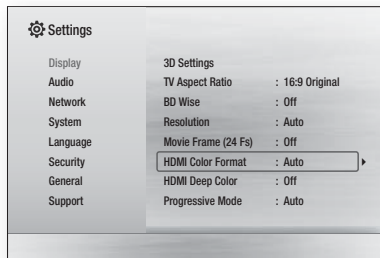 Settings
Display
Audio
Network
System
Language
Security
General
Support
3D Settings
TV Aspect Ratio : 16:9 Original
BD Wise : Off
Resolution : Auto
Movie Frame (24 Fs) : Off
HDMI Color Format : Auto
HDMI Deep Color : Off
Progressive Mode : Auto